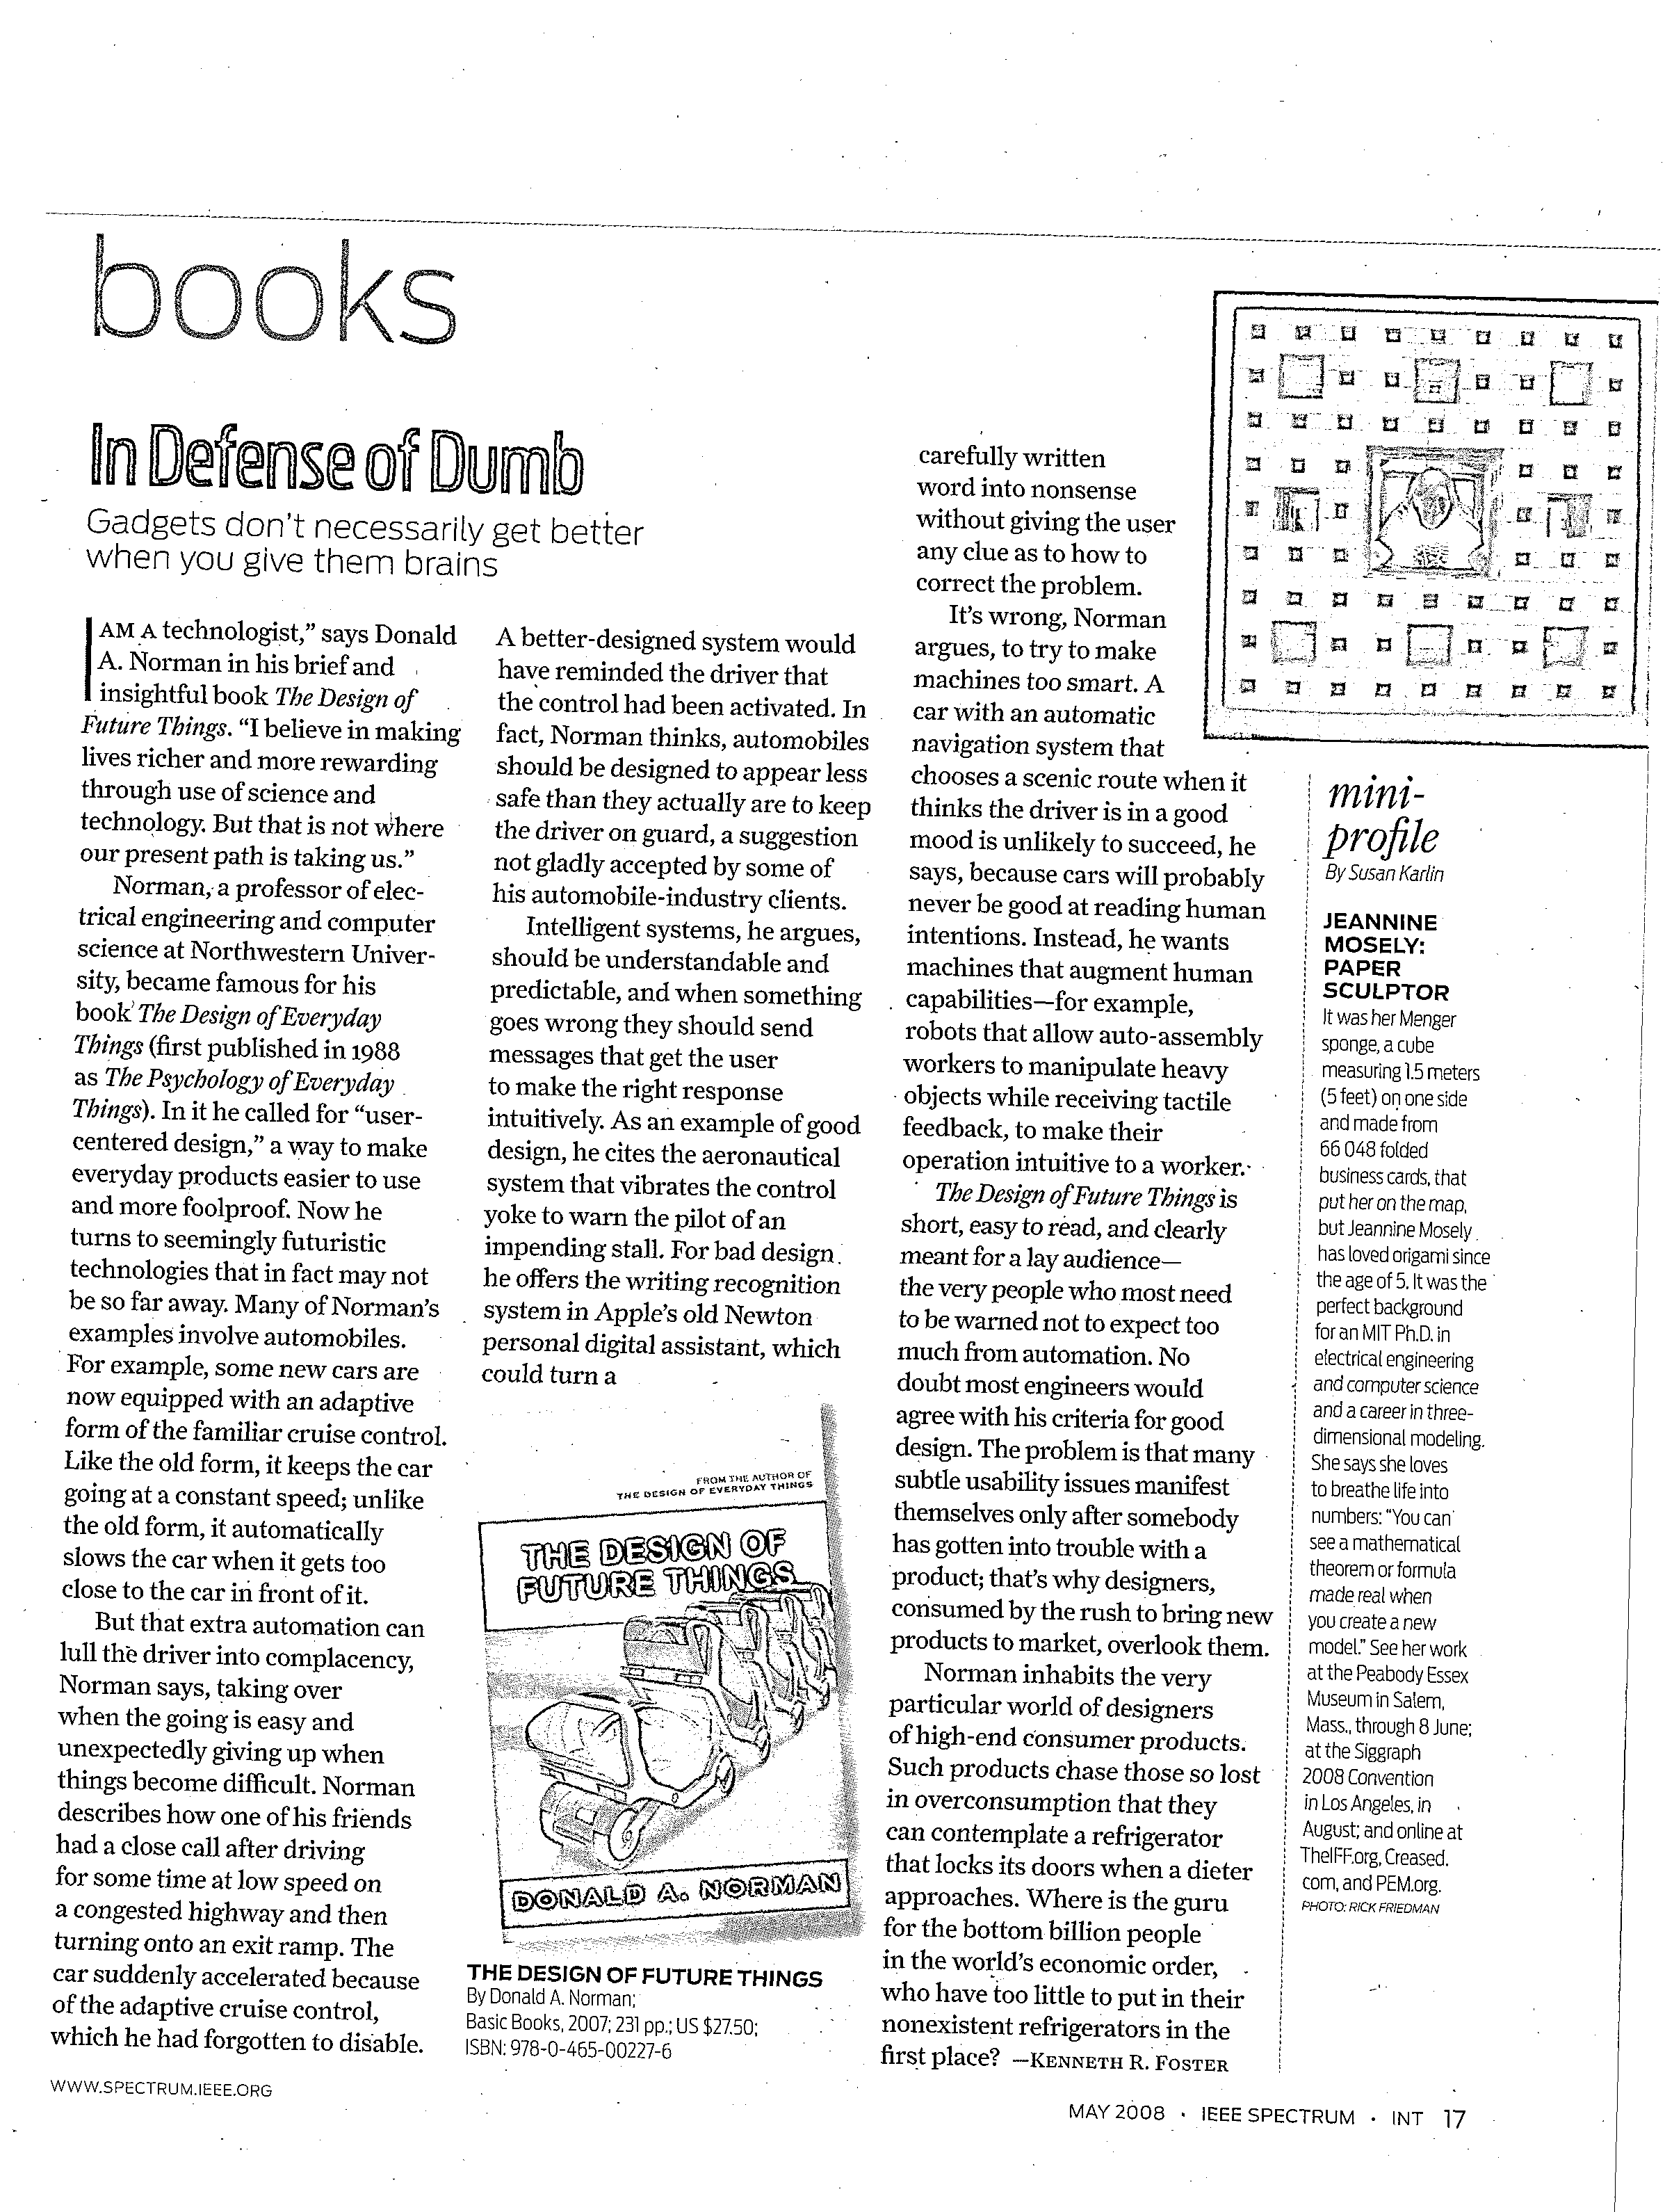 books
In Defense of Dumb
Gadgets don't necessarily get better
when you give them brains
I AM A technologist,” says Donald
A. Norman in his brief and
insightful book The Design of
Future Things. “I believe in making
lives richer and more rewarding
through use of science and
technology. But that is not where
our present path is taking us.”
Norman, a professor of elec-
trical engineering and computer
science at Northwestern Univer-
sity, became famous for his
book The Design of Everyday
Things (first published in 1988
as The Psychology of Everyday
Things). In it he called for “user-
centered design,” a way to make
everyday products easier to use
and more foolproof. Now he
turns to seemingly futuristic
technologies that in fact may not
be so far away. Many of Norman's
examples involve automobiles.
For example, some new cars are
now equipped with an adaptive
form of the familiar cruise control.
Like the old form, it keeps the car
going at a constant speed; unlike
the old form, it automatically
slows the car when it gets too
close to the car in front of it.
But that extra automation can
lull the driver into complacency,
Norman says, taking over
when the going is easy and
unexpectedly giving up when
things become difficult. Norman
describes how one of his friends
had a close call after driving
for some time at low speed on
a congested highway and then
turning onto an exit ramp. The
car suddenly accelerated because
of the adaptive cruise control,
which he had forgotten to disable.
A better-designed system would
have reminded the driver that
the control had been activated. In
fact, Norman thinks, automobiles
should be designed to appear less
safe than they actually are to keep
the driver on guard, a suggestion
not gladly accepted by some of
his automobile-industry clients.
Intelligent systems, he argues,
should be understandable and
predictable, and when something
goes wrong they should send
messages that get the user
to make the right response
intuitively. As an example of good
design, he cites the aeronautical
system that vibrates the control
yoke to warn the pilot of an
impending stall. For bad design
he offers the writing recognition
system in Apple's old Newton
personal digital assistant, which
could turn a
FROM THE AUTHOR OF
THE DESIGN OF EVERYDAY THINGS
THE DESIGN OF
FUTURE THINGS
DONALD A. NORMAN
THE DESIGN OF FUTURE THINGS
By Donald A. Norman;
Basic Books, 2007; 231 pp.; US $27.50;
ISBN: 978-0-465-00227-6
carefully written
word into nonsense
without giving the user
any clue as to how to
correct the problem.
It's wrong, Norman
argues, to try to make
machines too smart. A
car with an automatic
navigation system that
chooses a scenic route when it
thinks the driver is in a good
mood is unlikely to succeed, he
says, because cars will probably
never be good at reading human
intentions. Instead, he wants
machines that augment human
capabilities—for example,
robots that allow auto-assembly
workers to manipulate heavy
objects while receiving tactile
feedback, to make their
operation intuitive to a worker.
The Design of Future Things is
short, easy to read, and clearly
meant for a lay audience—
the very people who most need
to be warned not to expect too
much from automation. No
doubt most engineers would
agree with his criteria for good
design. The problem is that many
subtle usability issues manifest
themselves only after somebody
has gotten into trouble with a
product; that's why designers,
consumed by the rush to bring new
products to market, overlook them.
Norman inhabits the very
particular world of designers
of high-end consumer products.
Such products chase those so lost
in overconsumption that they
can contemplate a refrigerator
that locks its doors when a dieter
approaches. Where is the guru
for the bottom billion people
in the world's economic order,
who have too little to put in their
nonexistent refrigerators in the
first place? —KENNETH R. FOSTER
mini-
profile
By Susan Karlin
JEANNINE
MOSELY:
PAPER
SCULPTOR
It was her Menger
sponge, a cube
measuring 1.5 meters
(5 feet) on one side
and made from
66 048 folded
business cards, that
put her on the map,
but Jeannine Mosely
has loved origami since
the age of 5. It was the
perfect background
for an MIT Ph.D. in
electrical engineering
and computer science
and a career in three-
dimensional modeling.
She says she loves
to breathe life into
numbers: “You can
see a mathematical
theorem or formula
made real when
you create a new
model.” See her work
at the Peabody Essex
Museum in Salem,
Mass., through 8 June;
at the Siggraph
2008 Convention
in Los Angeles, in
August; and online at
TheIFF.org, Creased.
com, and PEM.org.
PHOTO: RICK FRIEDMAN
WWW.SPECTRUM.IEEE.ORG
MAY 2008 · IEEE SPECTRUM · INT 17